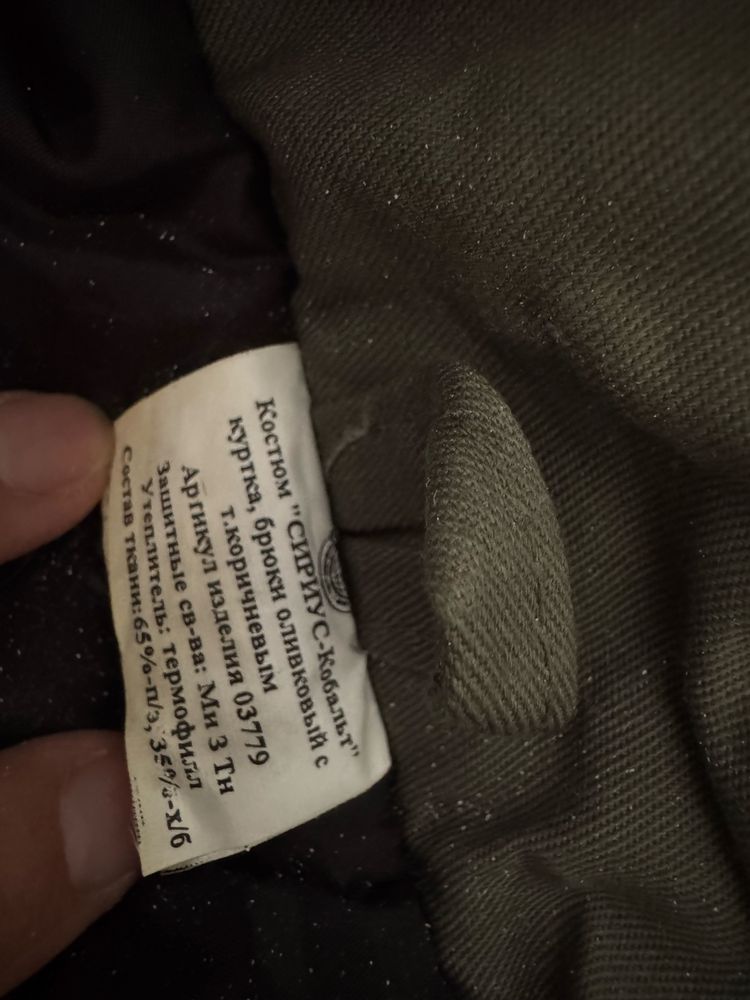 Костюм "СИРИУС-Кобальт"
куртка, брюки оливковый с
т.коричневым
Артикул изделия 03779
Защитные св-ва: Ми З Тн
Утеплитель: термофилл
Состав ткани:65%-п/э, 35%-х/б